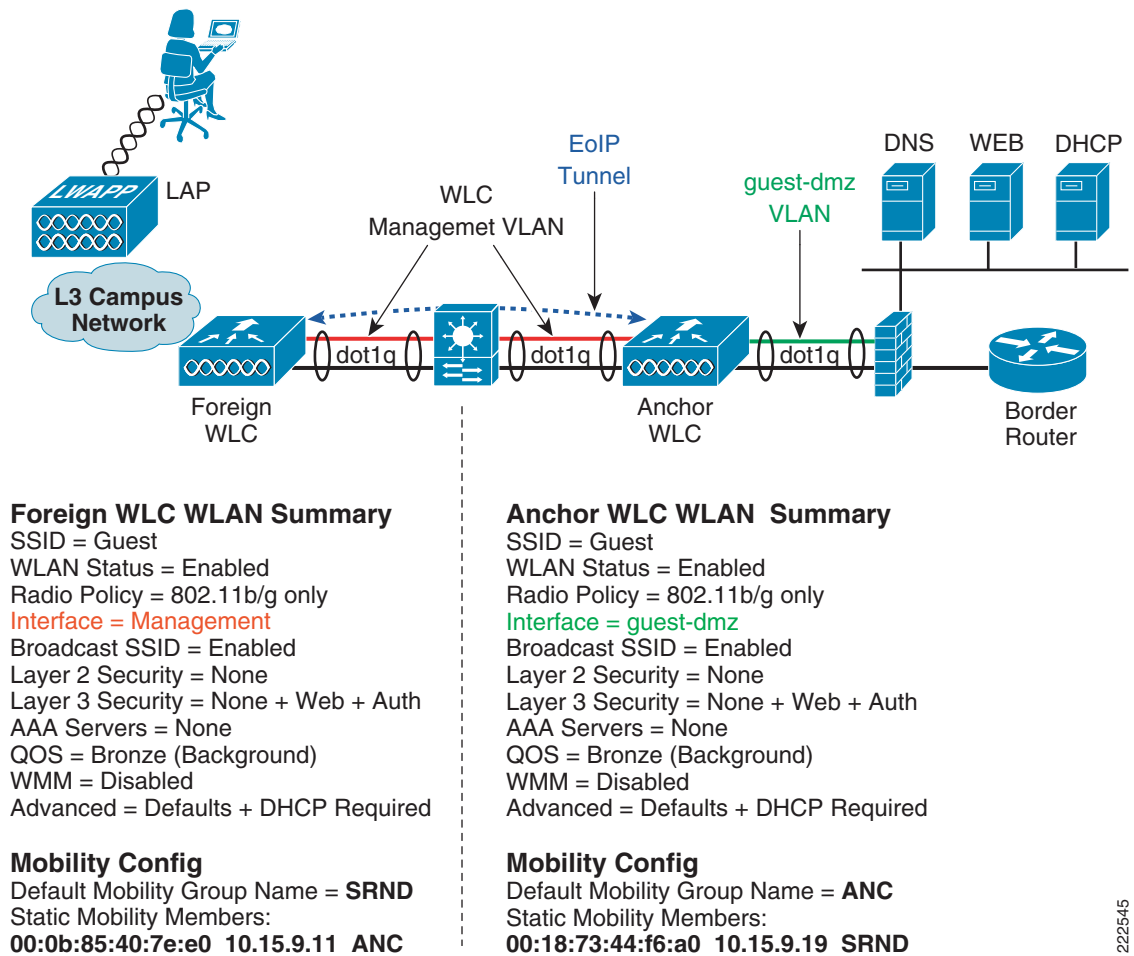 LWAPP
LAP
L3 Campus
Network
WLC
Managemet VLAN
EoIP
Tunnel
guest-dmz
VLAN
DNS
WEB
DHCP
dot1q
dot1q
dot1q
Foreign
WLC
Anchor
WLC
Border
Router
Foreign WLC WLAN Summary
SSID = Guest
WLAN Status = Enabled
Radio Policy = 802.11b/g only
Interface = Management
Broadcast SSID = Enabled
Layer 2 Security = None
Layer 3 Security = None + Web + Auth
AAA Servers = None
QOS = Bronze (Background)
WMM = Disabled
Advanced = Defaults + DHCP Required
Mobility Config
Default Mobility Group Name = SRND
Static Mobility Members:
00:0b:85:40:7e:e0 10.15.9.11 ANC
Anchor WLC WLAN Summary
SSID = Guest
WLAN Status = Enabled
Radio Policy = 802.11b/g only
Interface = guest-dmz
Broadcast SSID = Enabled
Layer 2 Security = None
Layer 3 Security = None + Web + Auth
AAA Servers = None
QOS = Bronze (Background)
WMM = Disabled
Advanced = Defaults + DHCP Required
Mobility Config
Default Mobility Group Name = ANC
Static Mobility Members:
00:18:73:44:f6:a0 10.15.9.19 SRND
222545